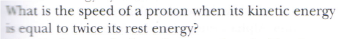 What is the speed of a proton when its kinetic energy
is equal to twice its rest energy?